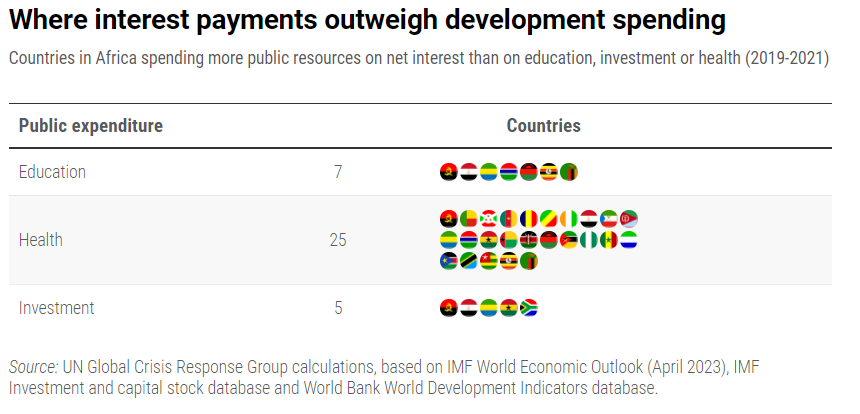 Where interest payments outweigh development spending
Countries in Africa spending more public resources on net interest than on education, investment or health (2019-2021)
Public expenditure Countries
Education 7
Health 25
Investment 5
Source: UN Global Crisis Response Group calculations, based on IMF World Economic Outlook (April 2023), IMF
Investment and capital stock database and World Bank World Development Indicators database.